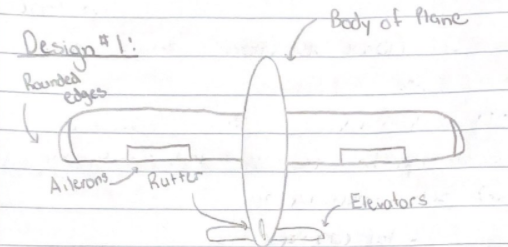 Design #1:
Body of Plane
Rounded
edges
Ailerons
Rutter
Elevators